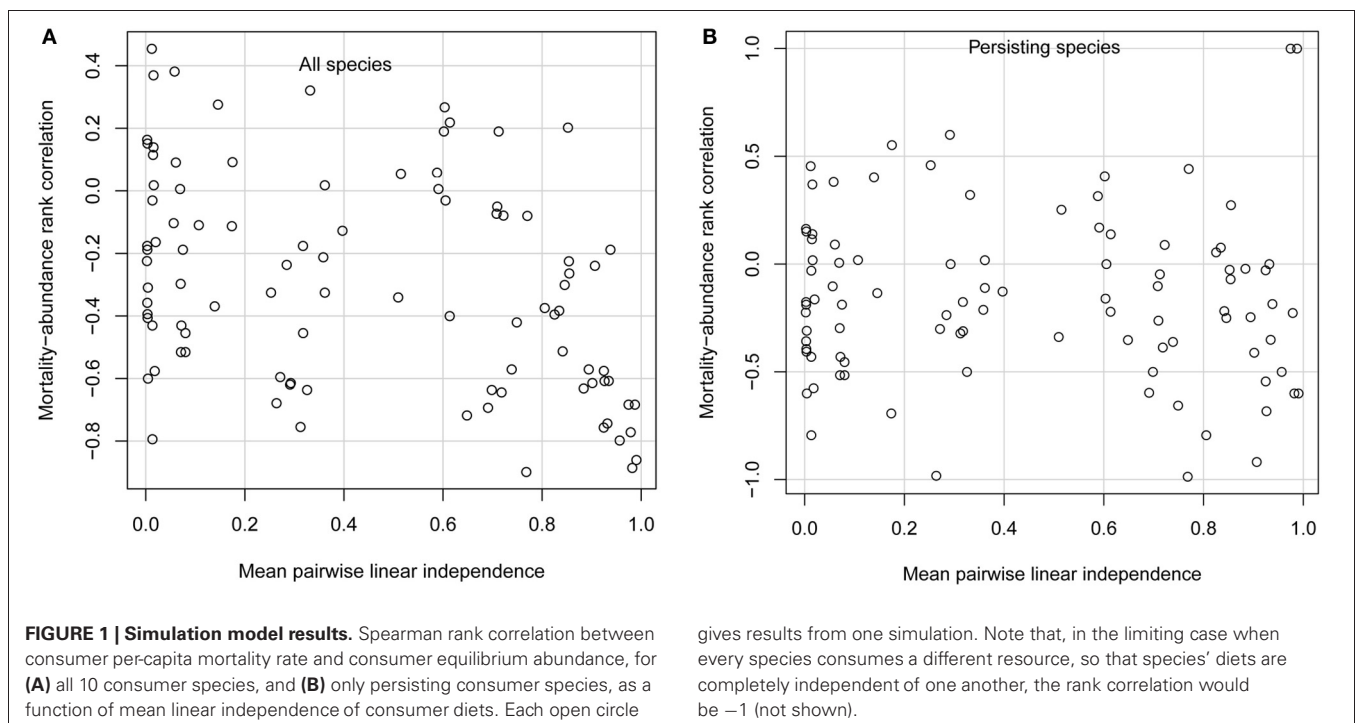 A
All species
0.4
0.2
0.0
−0.2
−0.4
−0.6
−0.8
Mortality−abundance rank correlation
0.0 0.2 0.4 0.6 0.8 1.0
Mean pairwise linear independence
B
Persisting species
1.0
0.5
0.0
−0.5
−1.0
Mortality−abundance rank correlation
0.0 0.2 0.4 0.6 0.8 1.0
Mean pairwise linear independence
FIGURE 1 | Simulation model results. Spearman rank correlation between
consumer per-capita mortality rate and consumer equilibrium abundance, for
(A) all 10 consumer species, and (B) only persisting consumer species, as a
function of mean linear independence of consumer diets. Each open circle
gives results from one simulation. Note that, in the limiting case when
every species consumes a different resource, so that species’ diets are
completely independent of one another, the rank correlation would
be −1 (not shown).